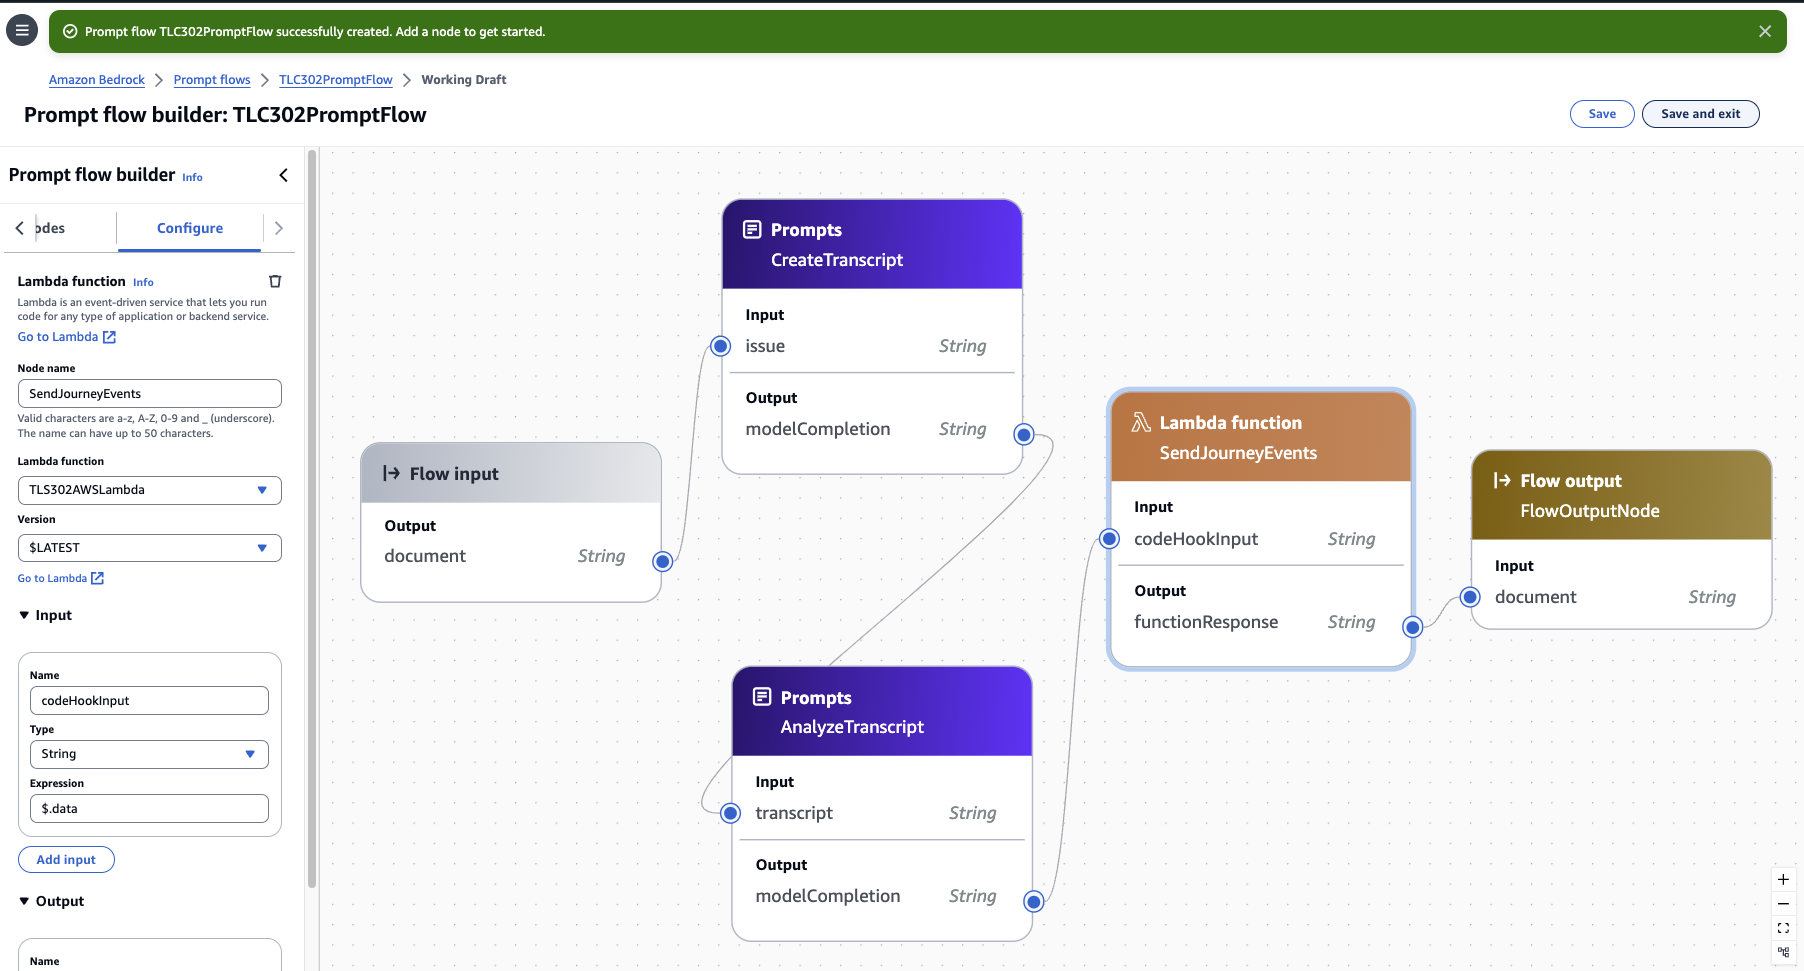 Prompt flow TLC302PromptFlow successfully created. Add a node to get started.
Amazon Bedrock
Prompt flows
TLC302PromptFlow
Working Draft
Prompt flow builder: TLC302PromptFlow
Save
Save and exit
Prompt flow builder Info
odes
Configure
Lambda function Info
Lambda is an event-driven service that lets you run
code for any type of application or backend service.
Go to Lambda
Node name
SendJourneyEvents
Valid characters are a-z, A-Z, 0-9 and _ (underscore).
The name can have up to 50 characters.
Lambda function
TLS302AWSLambda
Version
$LATEST
Go to Lambda
Input
Name
codeHookInput
Type
String
Expression
$.data
Add input
Output
Name
Flow input
Output
document String
Prompts
CreateTranscript
Input
issue String
Output
modelCompletion String
Prompts
AnalyzeTranscript
Input
transcript String
Output
modelCompletion String
Lambda function
SendJourneyEvents
Input
codeHookInput String
Output
functionResponse String
Flow output
FlowOutputNode
Input
document String